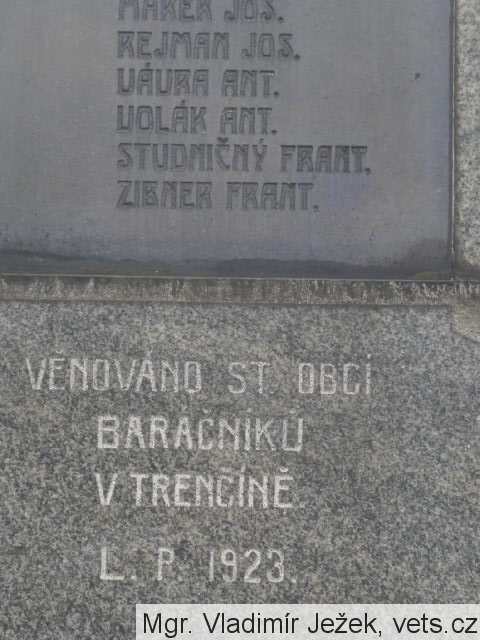 MAREK JOS.
REJMAN JOS.
VÁVRA ANT.
VOLÁK ANT.
STUDNIČNÝ FRANT.
ZIBNER FRANT.
VĚNOVÁNO ST. OBCÍ
BARÁČNÍKŮ
V TRENČÍNĚ.
L. P. 1923.
Mgr. Vladimír Ježek, vets.cz